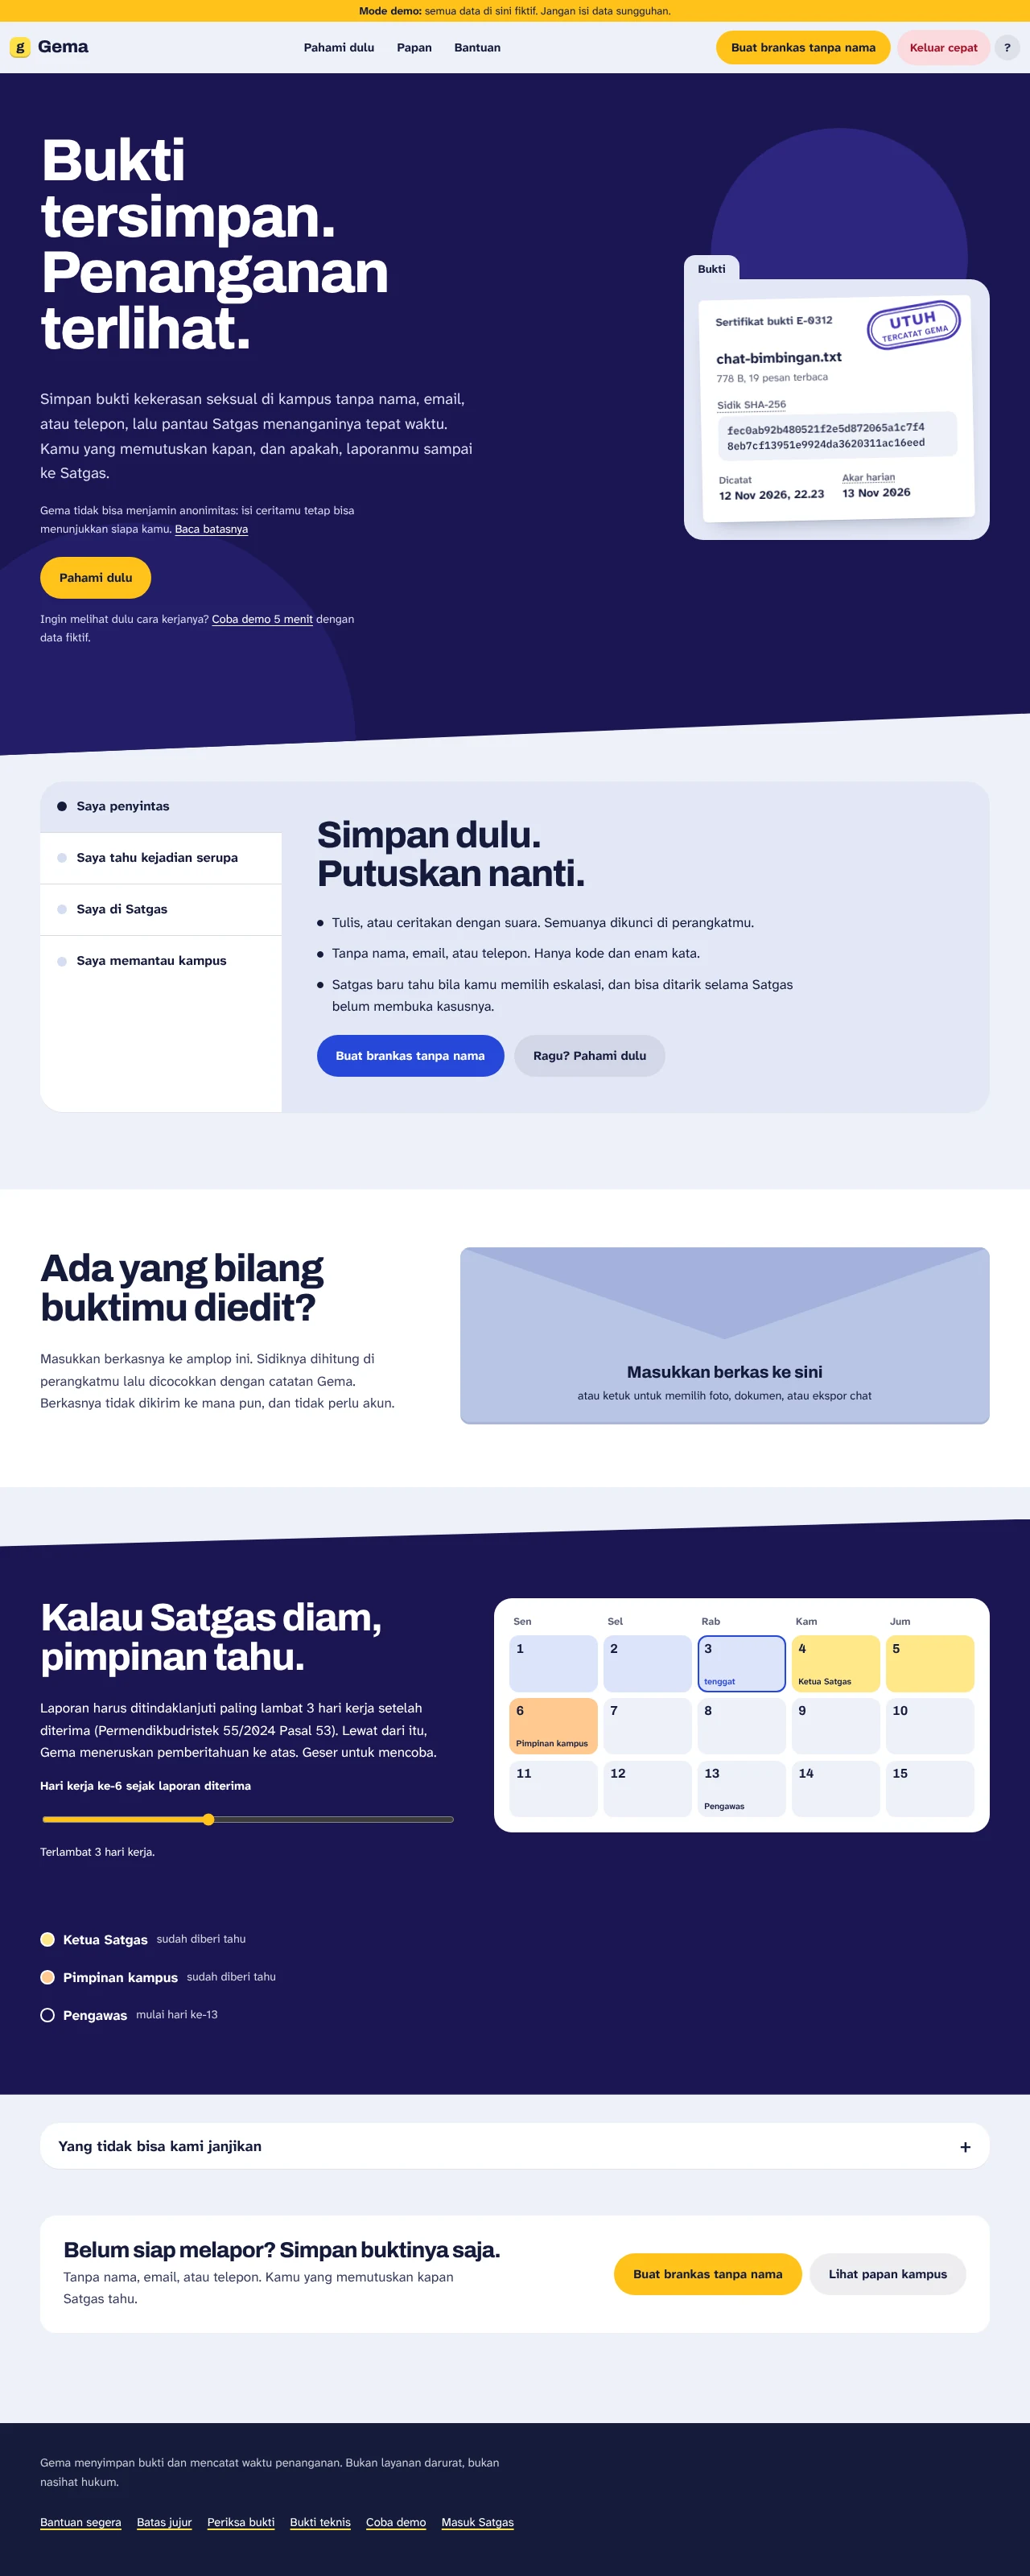 Mode demo: semua data di sini fiktif. Jangan isi data sungguhan.
g Gema
Pahami dulu
Papan
Bantuan
Buat brankas tanpa nama
Keluar cepat
?
Bukti
tersimpan.
Penanganan
terlihat.
Simpan bukti kekerasan seksual di kampus tanpa nama, email,
atau telepon, lalu pantau Satgas menanganinya tepat waktu.
Kamu yang memutuskan kapan, dan apakah, laporanmu sampai
ke Satgas.
Gema tidak bisa menjamin anonimitas: isi ceritamu tetap bisa
menunjukkan siapa kamu. Baca batasnya
Pahami dulu
Ingin melihat dulu cara kerjanya? Coba demo 5 menit dengan
data fiktif.
Bukti
Sertifikat bukti E-0312
UTUH
TERCATAT GEMA
chat-bimbingan.txt
778 B, 19 pesan terbaca
Sidik SHA-256
fec0ab92b480521f2e5d872065a1c7f4
8eb7cf13951e9924da3620311ac16eed
Dicatat
12 Nov 2026, 22.23
Akar harian
13 Nov 2026
Saya penyintas
Saya tahu kejadian serupa
Saya di Satgas
Saya memantau kampus
Simpan dulu.
Putuskan nanti.
Tulis, atau ceritakan dengan suara. Semuanya dikunci di perangkatmu.
Tanpa nama, email, atau telepon. Hanya kode dan enam kata.
Satgas baru tahu bila kamu memilih eskalasi, dan bisa ditarik selama Satgas
belum membuka kasusnya.
Buat brankas tanpa nama
Ragu? Pahami dulu
Ada yang bilang
buktimu diedit?
Masukkan berkasnya ke amplop ini. Sidiknya dihitung di
perangkatmu lalu dicocokkan dengan catatan Gema.
Berkasnya tidak dikirim ke mana pun, dan tidak perlu akun.
Masukkan berkas ke sini
atau ketuk untuk memilih foto, dokumen, atau ekspor chat
Kalau Satgas diam,
pimpinan tahu.
Laporan harus ditindaklanjuti paling lambat 3 hari kerja setelah
diterima (Permendikbudristek 55/2024 Pasal 53). Lewat dari itu,
Gema meneruskan pemberitahuan ke atas. Geser untuk mencoba.
Hari kerja ke-6 sejak laporan diterima
Terlambat 3 hari kerja.
Ketua Satgas sudah diberi tahu
Pimpinan kampus sudah diberi tahu
Pengawas mulai hari ke-13
Sen Sel Rab Kam Jum
1 2 3 4 5
tenggat Ketua Satgas
6 7 8 9 10
Pimpinan kampus
11 12 13 14 15
Pengawas
Yang tidak bisa kami janjikan
+
Belum siap melapor? Simpan buktinya saja.
Tanpa nama, email, atau telepon. Kamu yang memutuskan kapan
Satgas tahu.
Buat brankas tanpa nama
Lihat papan kampus
Gema menyimpan bukti dan mencatat waktu penanganan. Bukan layanan darurat, bukan
nasihat hukum.
Bantuan segera
Batas jujur
Periksa bukti
Bukti teknis
Coba demo
Masuk Satgas